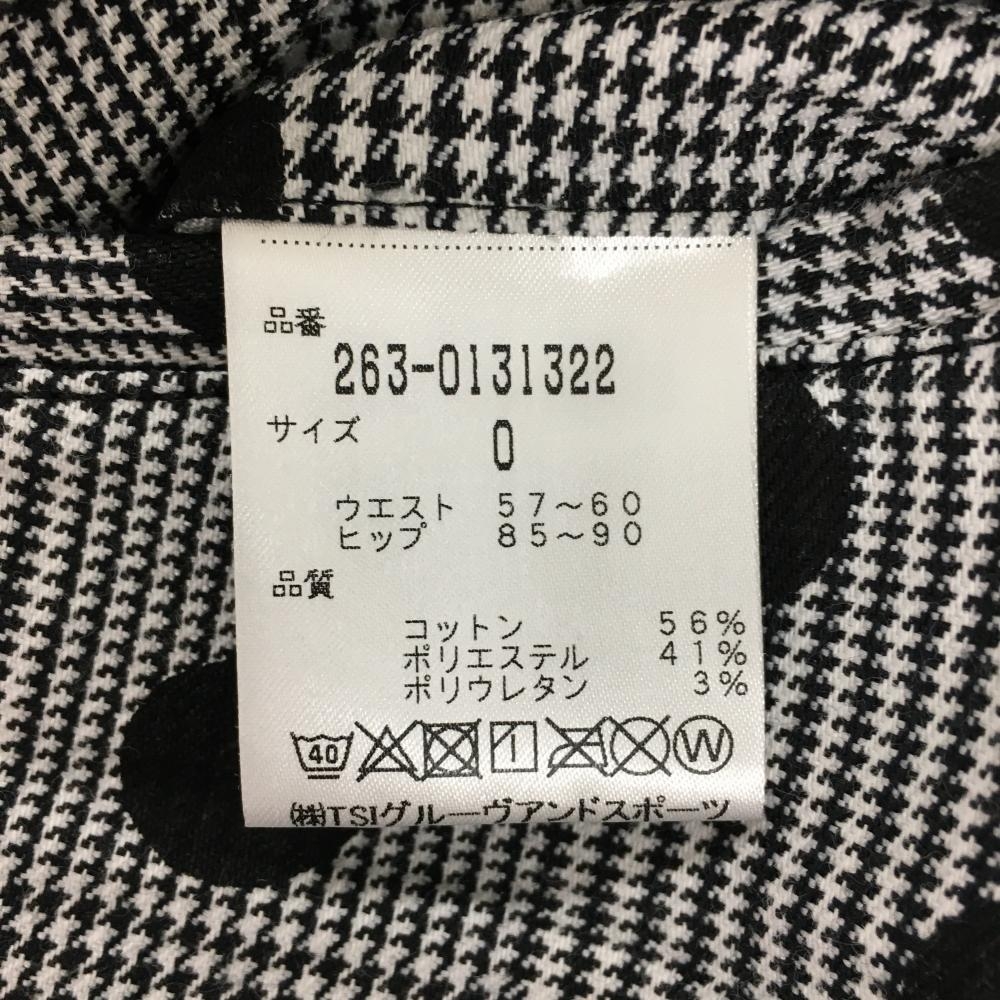 品番
263-0131322
サイズ 0
ウエスト 57～60
ヒップ 85～90
品質
コットン 56%
ポリエステル 41%
ポリウレタン 3%
40 W
(株)TSIグルーヴアンドスポーツ